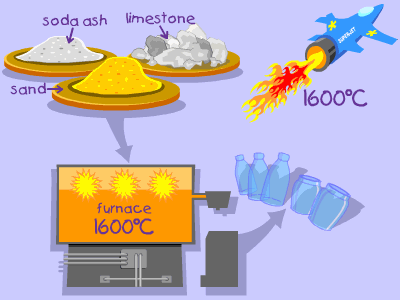 soda ash
limestone
sand
SUPERJET
1600°C
furnace
1600°C